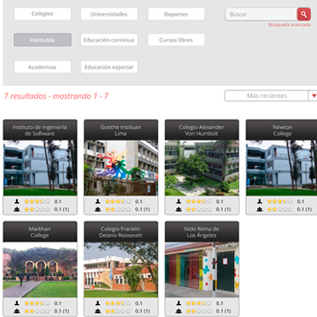 Colegios
Universidades
Deportes
Buscar
Búsqueda avanzada
Institutos
Educación continua
Cursos libres
Academias
Educación especial
7 resultados - mostrando 1 - 7
Más recientes
Instituto de Ingeniería
de Software
Goethe Institute
Lima
Colegio Alexander
Von Humbolt
Newton
College
0.1
0.1
0.1
0.1
0.1 (1)
0.1 (1)
0.1 (1)
0.1 (1)
Markhan
College
Colegio Franklin
Delano Roosevelt
Nido Reina de
Los Ángeles
0.1
0.1
0.1
0.1 (1)
0.1 (1)
0.1 (1)